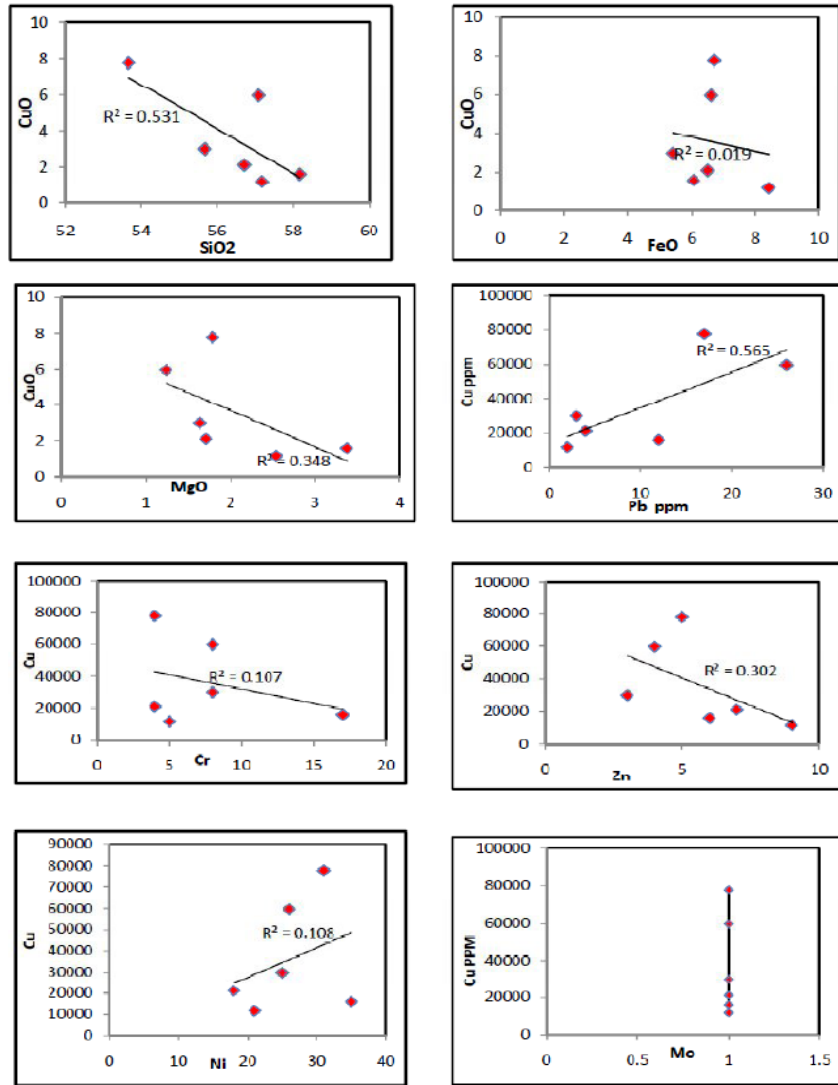 10
8
6
4
2
0
CuO
R² = 0.531
52 54 56 58 60
SiO2
10
8
6
4
2
0
CuO
R² = 0.019
0 2 4 6 8 10
FeO
10
8
6
4
2
0
CuO
R² = 0.348
0 1 2 3 4
MgO
100000
80000
60000
40000
20000
0
Cu ppm
R² = 0.565
0 10 20 30
Pb ppm
100000
80000
60000
40000
20000
0
Cu
R² = 0.107
0 5 10 15 20
Cr
100000
80000
60000
40000
20000
0
Cu
R² = 0.302
0 5 10
Zn
90000
80000
70000
60000
50000
40000
30000
20000
10000
0
Cu
R² = 0.108
0 10 20 30 40
Ni
100000
80000
60000
40000
20000
0
Cu PPM
0 0.5 1 1.5
Mo